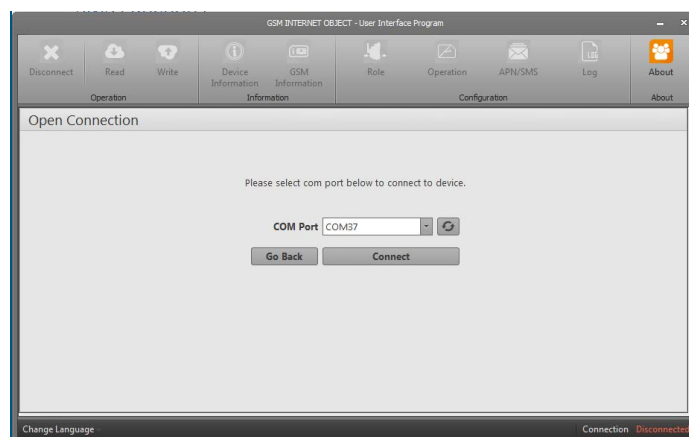 GSM INTERNET OBJECT - User Interface Program
Disconnect Read Write Device Information GSM Information Role Operation APN/SMS Log About
LOG
Operation Information Configuration About
Open Connection
Please select com port below to connect to device.
COM Port COM37
Go Back Connect
Change Language Connection Disconnected